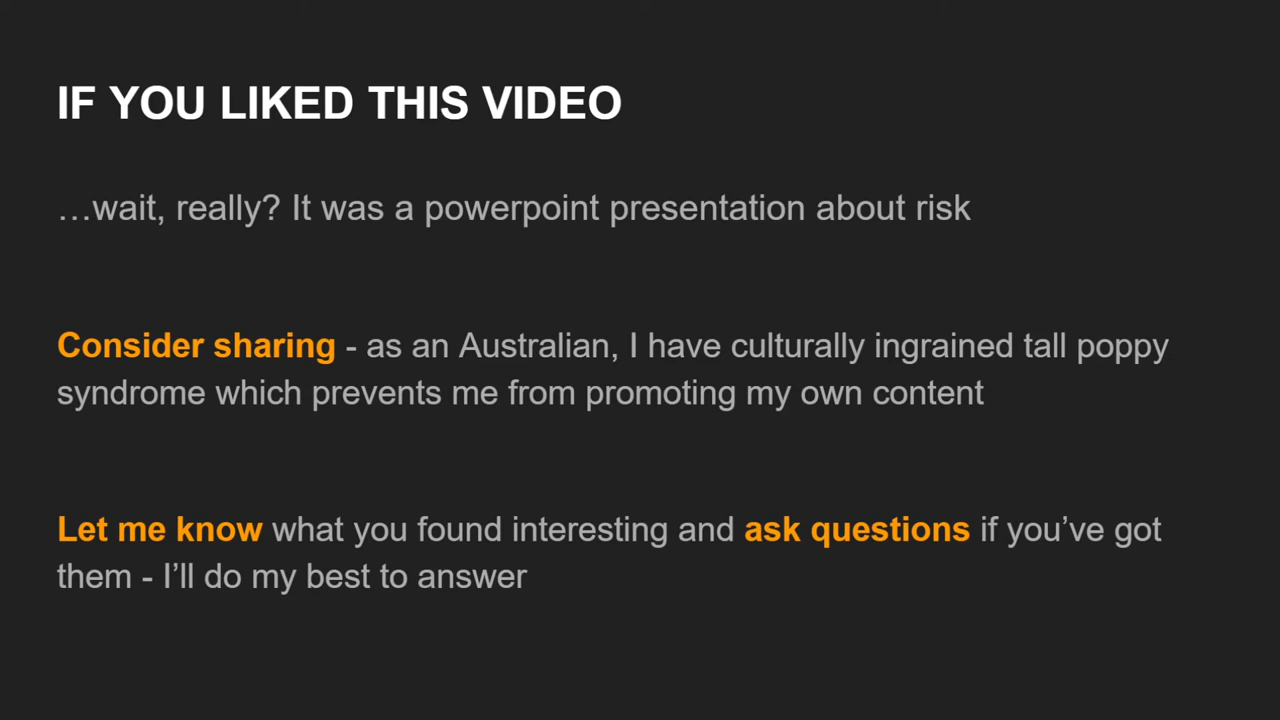 IF YOU LIKED THIS VIDEO
…wait, really? It was a powerpoint presentation about risk
Consider sharing - as an Australian, I have culturally ingrained tall poppy
syndrome which prevents me from promoting my own content
Let me know what you found interesting and ask questions if you’ve got
them - I’ll do my best to answer